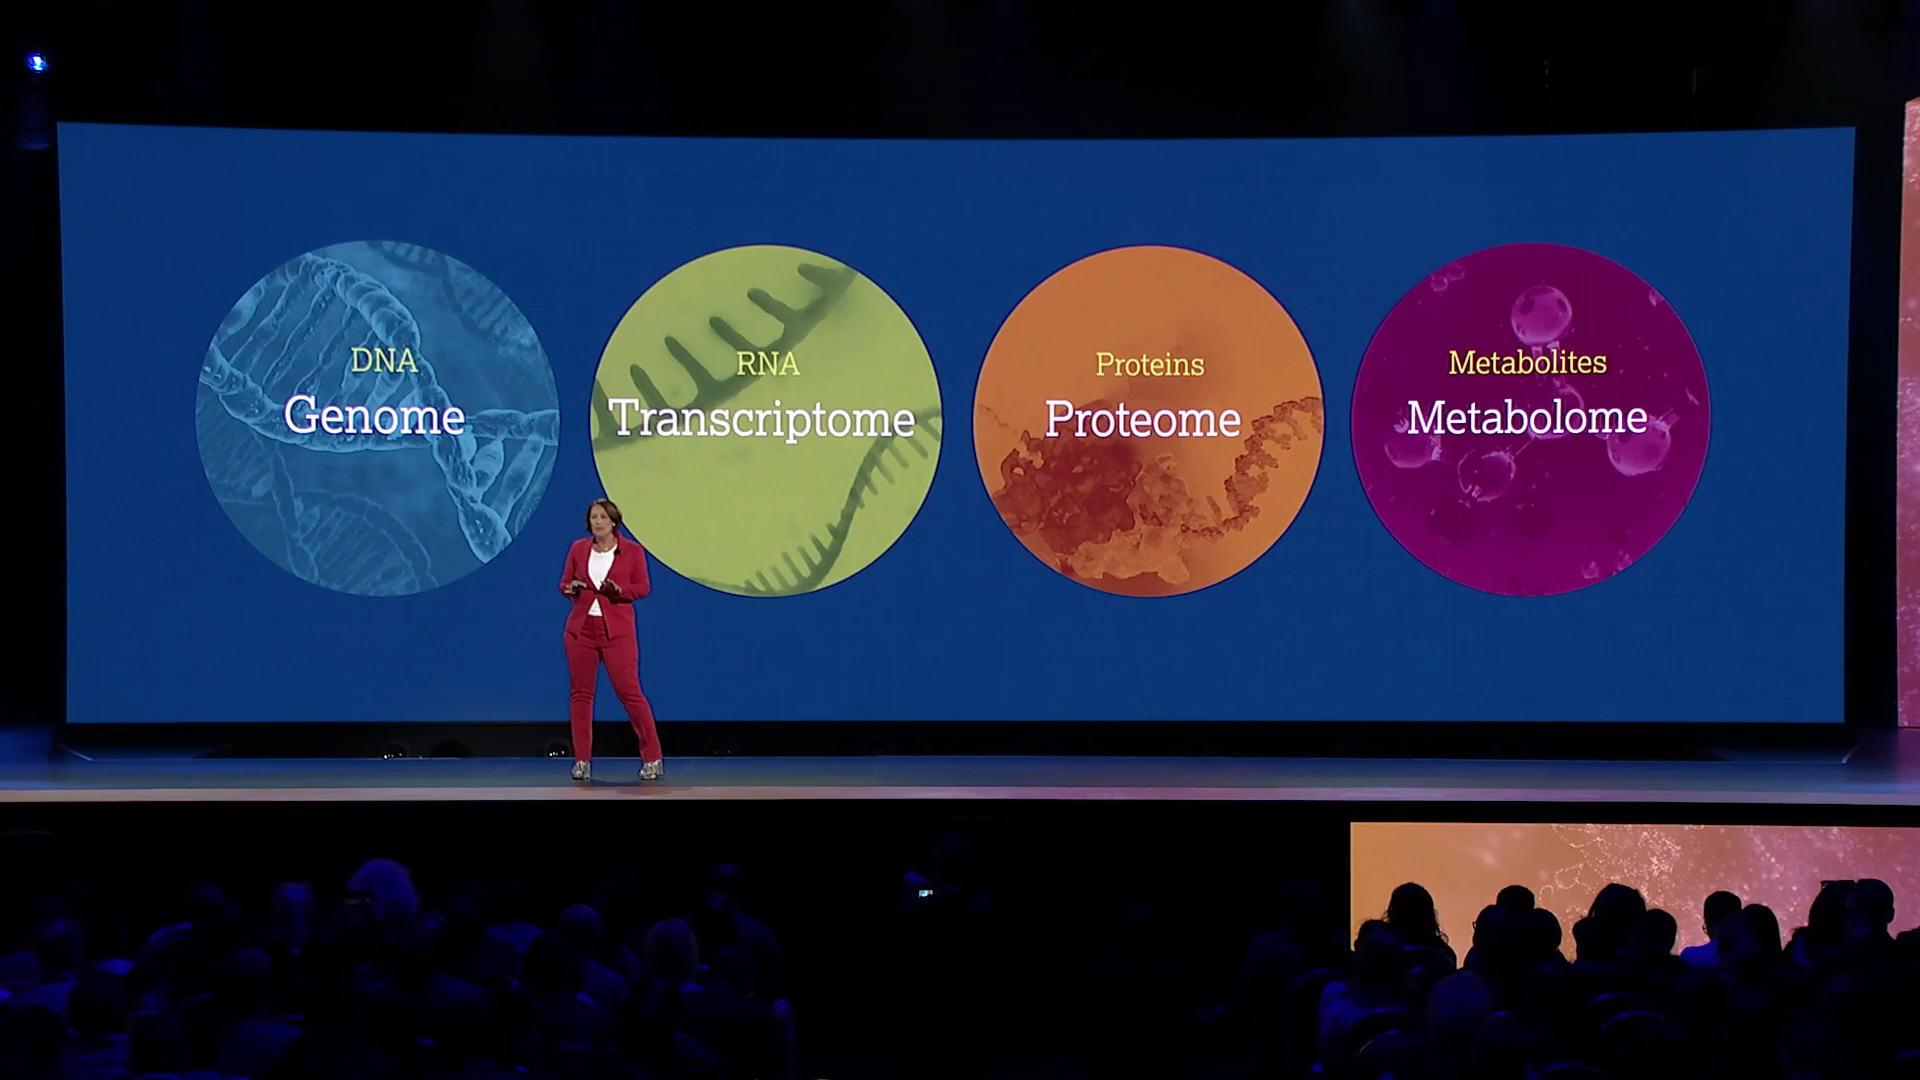 DNA
Genome
RNA
Transcriptome
Proteins
Proteome
Metabolites
Metabolome